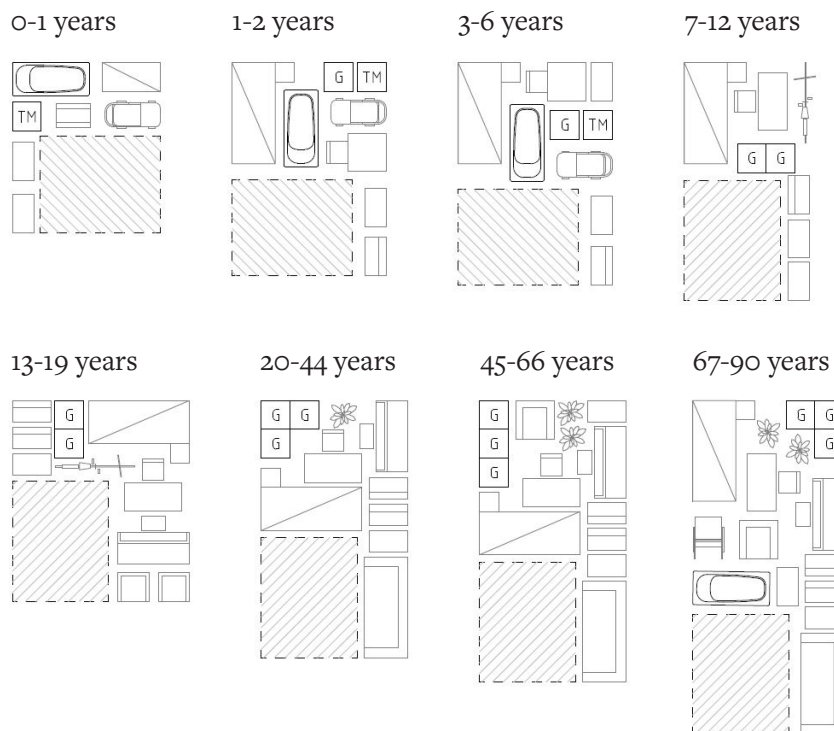 0-1 years
1-2 years
3-6 years
7-12 years
G TM
TM
G TM
G G
13-19 years
20-44 years
45-66 years
67-90 years
G
G
G G
G
G
G
G
G G
G